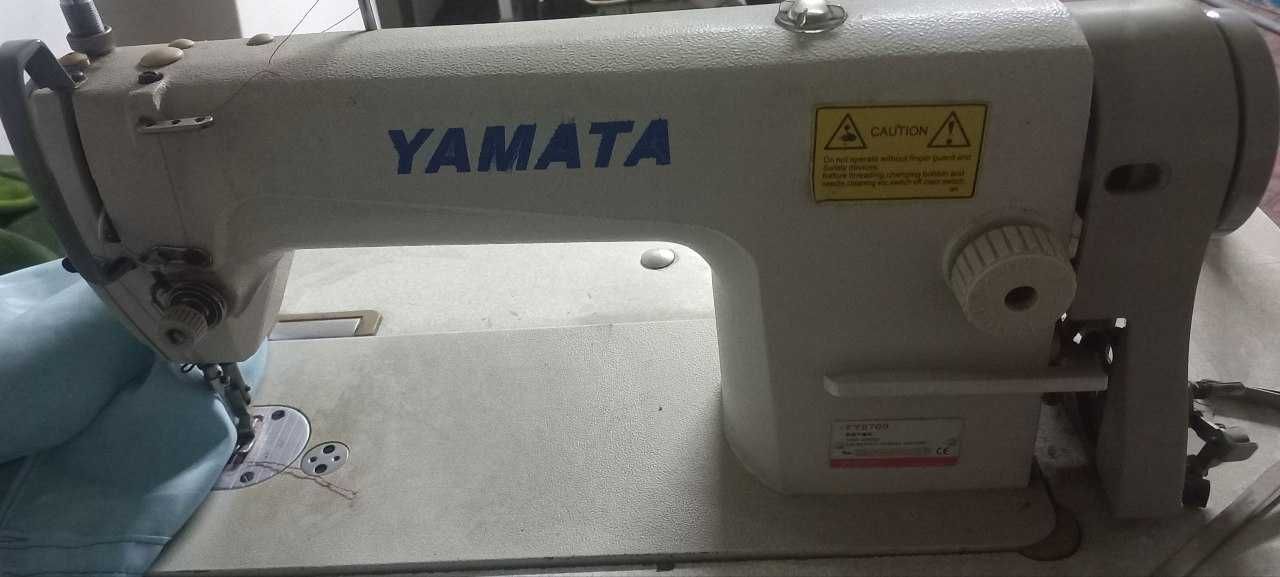 YAMATA
CAUTION
Do not operate without finger guard and
Safety devices.
Before threading, changing bobbin and
needle, cleaning etc. switch off main switch.
FY8700
CE